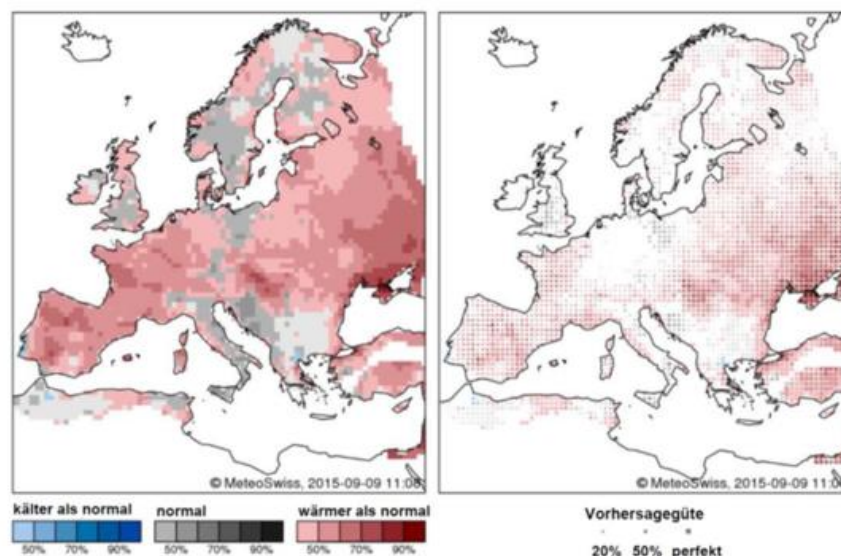 © MeteoSwiss, 2015-09-09 11:08
© MeteoSwiss, 2015-09-09 11:0
kälter als normal normal wärmer als normal
50% 70% 90% 50% 70% 90% 50% 70% 90%
Vorhersagegüte
20% 50% perfekt